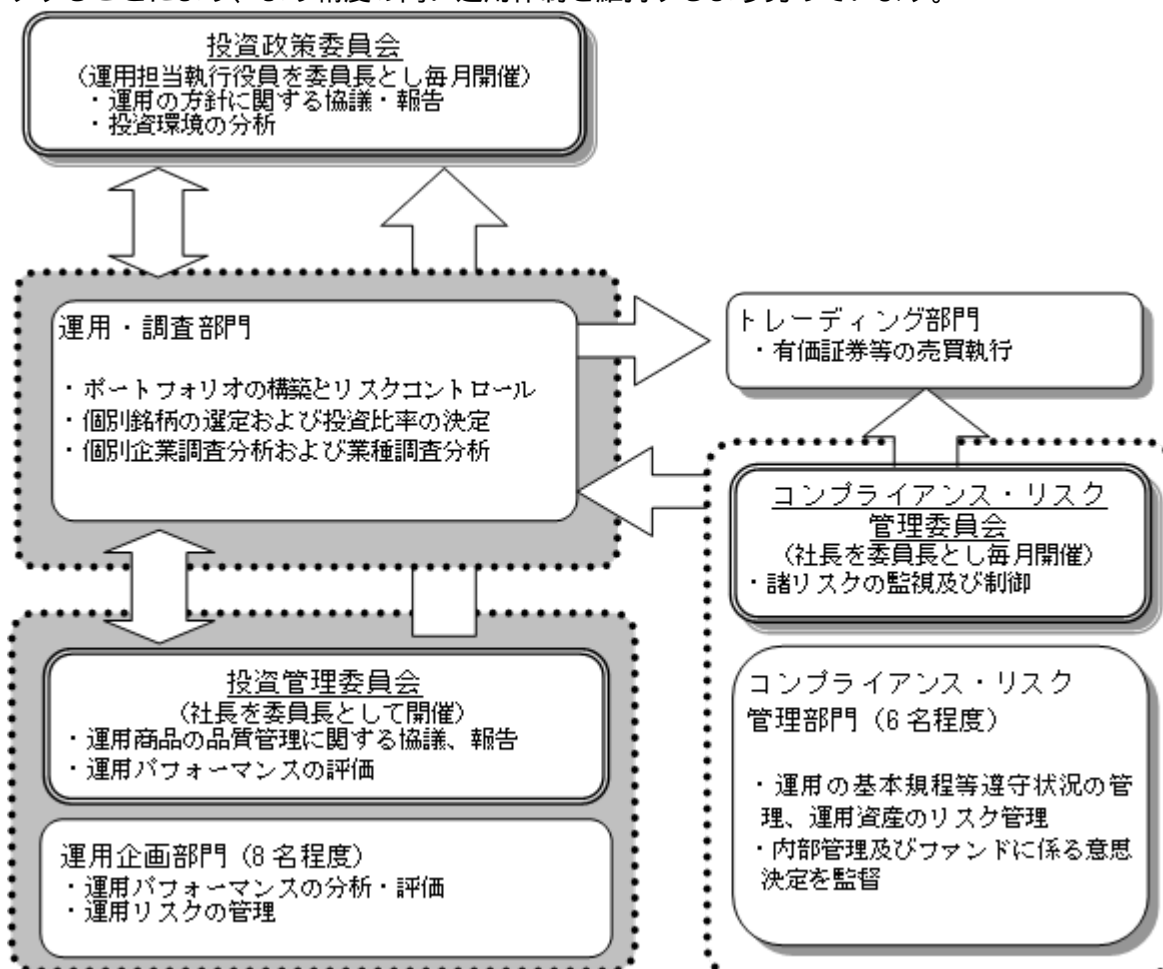 投資政策委員会
(運用担当執行役員を委員長とし毎月開催)
・運用の方針に関する協議・報告
・投資環境の分析
運用・調査部門
・ポートフォリオの構築とリスクコントロール
・個別銘柄の選定および投資比率の決定
・個別企業調査分析および業種調査分析
トレーディング部門
・有価証券等の売買執行
コンプライアンス・リスク
管理委員会
(社長を委員長とし毎月開催)
・諸リスクの監視及び制御
投資管理委員会
(社長を委員長として開催)
・運用商品の品質管理に関する協議、報告
・運用パフォーマンスの評価
運用企画部門(8名程度)
・運用パフォーマンスの分析・評価
・運用リスクの管理
コンプライアンス・リスク
管理部門(6名程度)
・運用の基本規程等遵守状況の管
理、運用資産のリスク管理
・内部管理及びファンドに係る意思
決定を監督